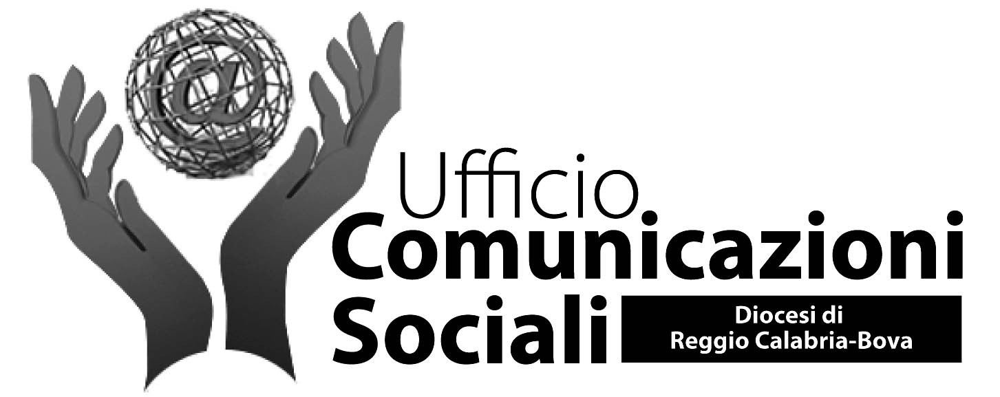 @
Ufficio
Comunicazioni
Sociali
Diocesi di
Reggio Calabria-Bova